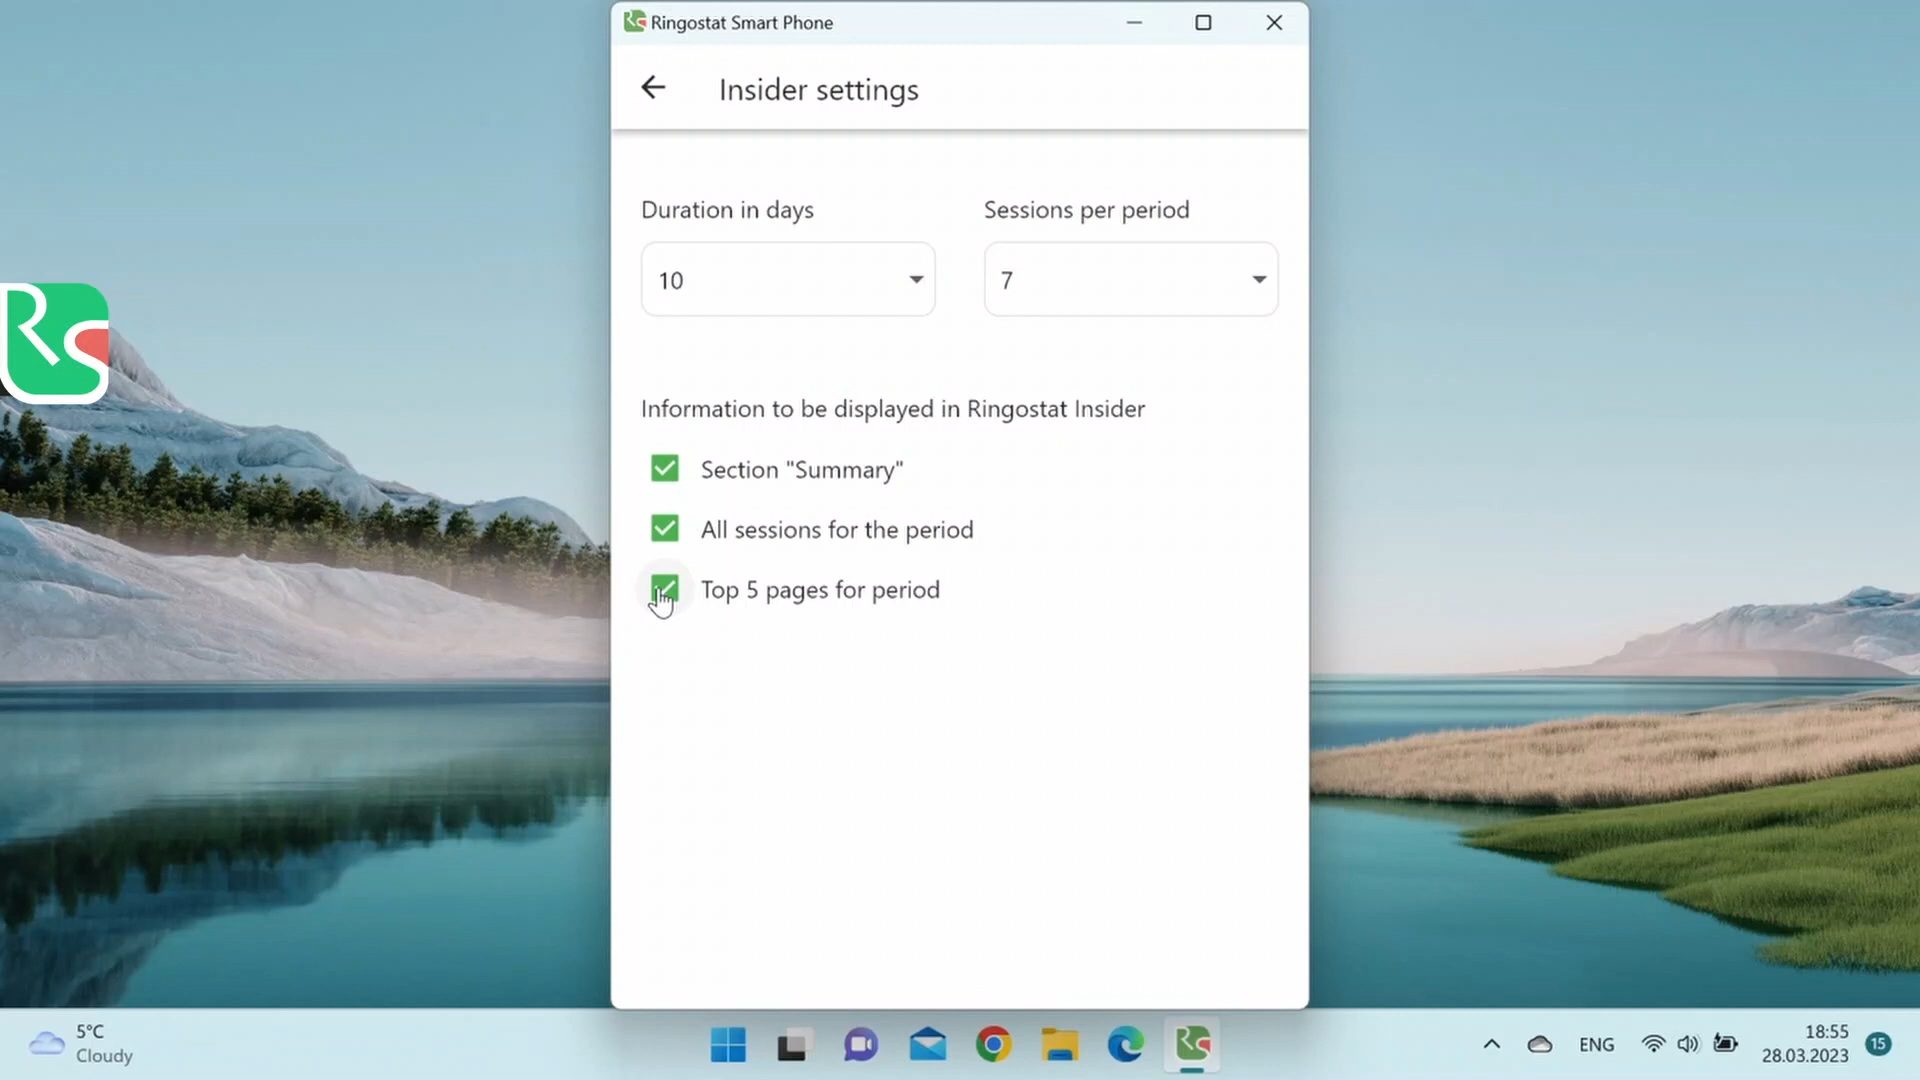 Ringostat Smart Phone
Insider settings
Duration in days
Sessions per period
10
7
Information to be displayed in Ringostat Insider
Section "Summary"
All sessions for the period
Top 5 pages for period
Rs
5°C
Cloudy
ENG
18:55
28.03.2023
15